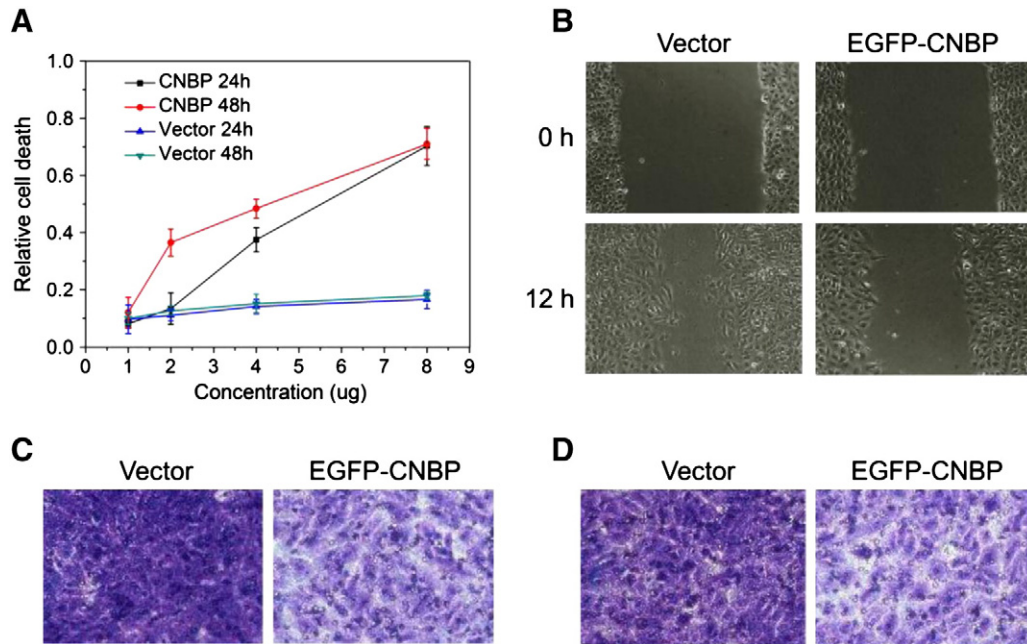 A
Relative cell death
1.0
0.8
0.6
0.4
0.2
0.0
CNBP 24h
CNBP 48h
Vector 24h
Vector 48h
0 1 2 3 4 5 6 7 8 9
Concentration (ug)
B
Vector EGFP-CNBP
0 h
12 h
C
Vector EGFP-CNBP
D
Vector EGFP-CNBP